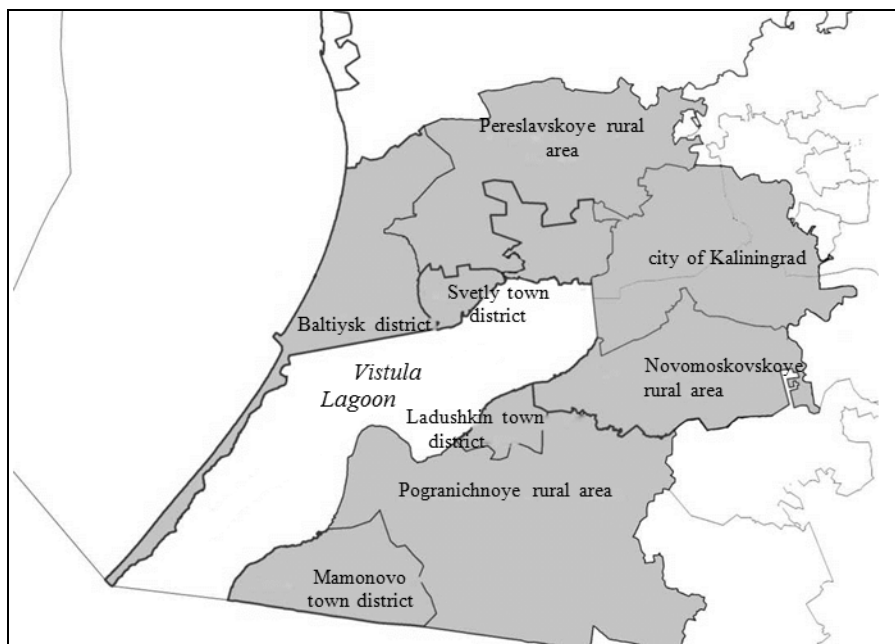 Pereslavskoye rural
area
city of Kaliningrad
Svetly town
district
Baltiysk district
Novomoskovskoye
rural area
Vistula
Lagoon
Ladushkin town
district
Pogranichnoye rural area
Mamonovo
town district